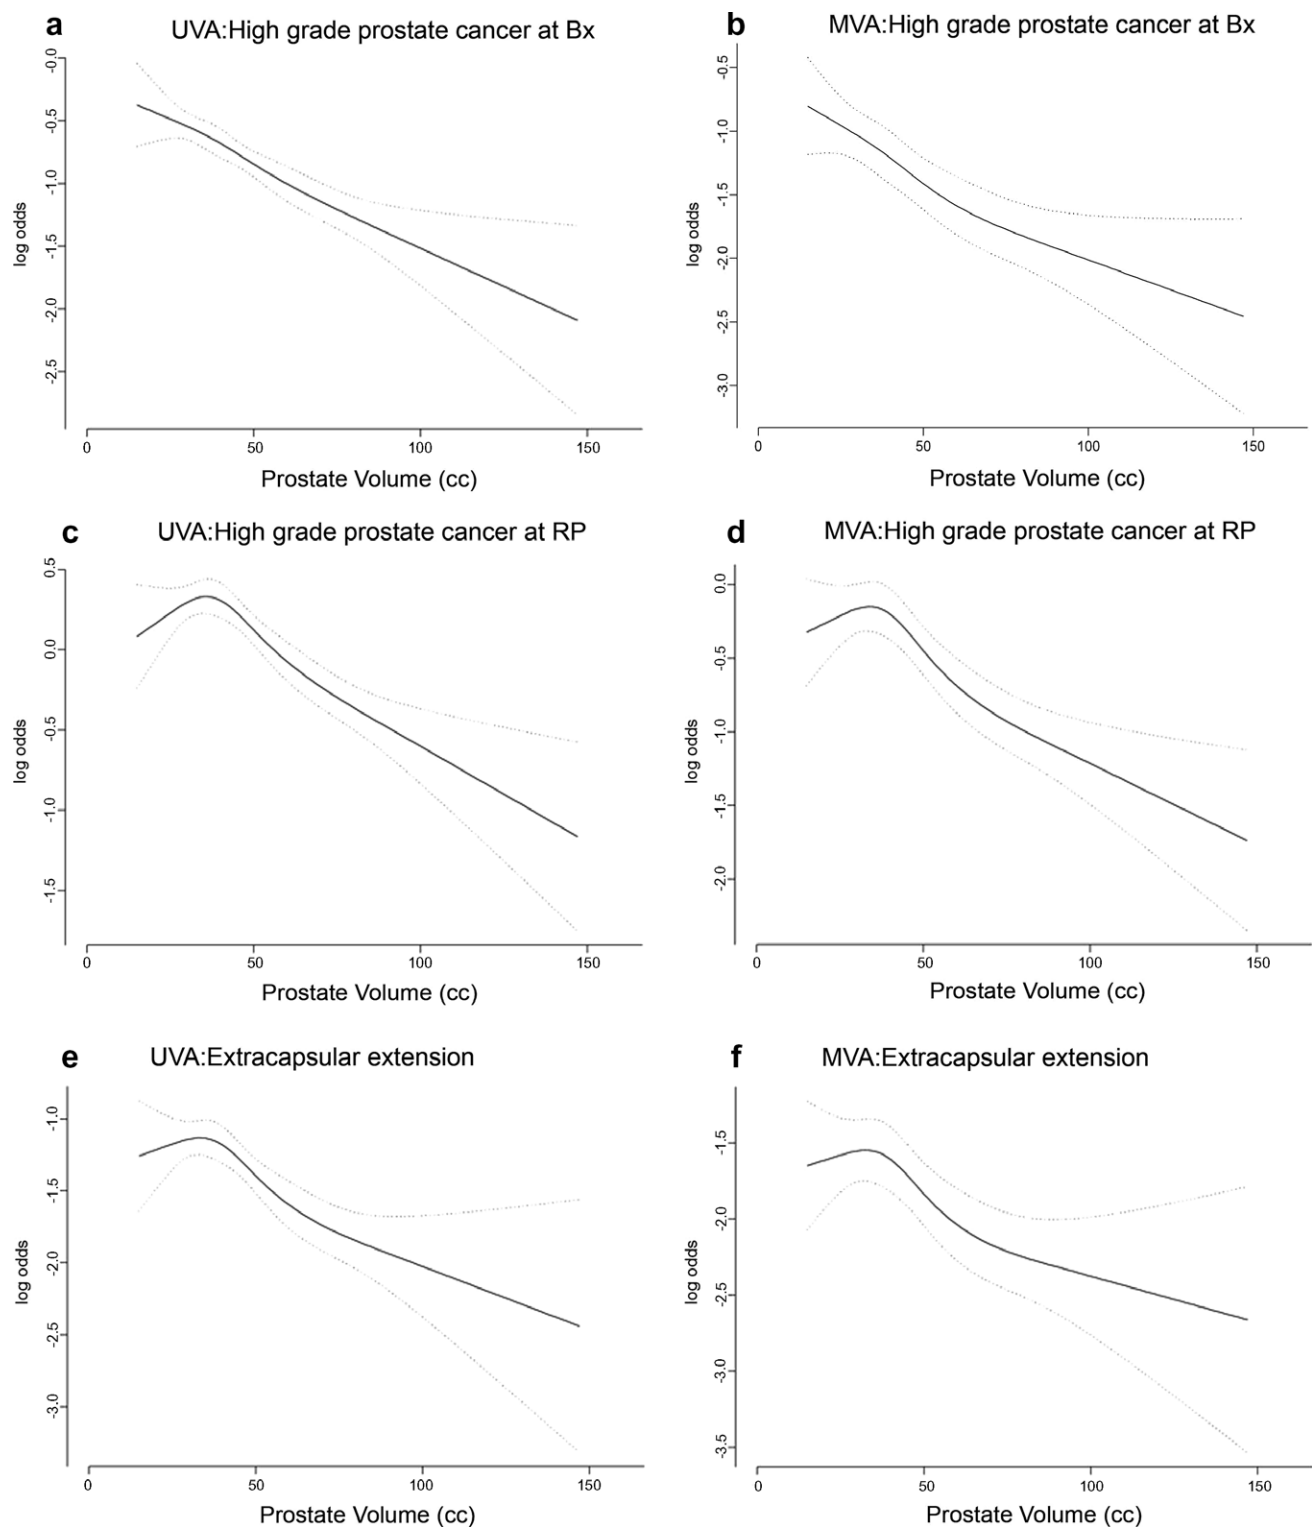 a UVA:High grade prostate cancer at Bx
-0.0
-0.5
-1.0
-1.5
-2.0
-2.5
log odds
0 50 100 150
Prostate Volume (cc)
b MVA:High grade prostate cancer at Bx
-0.5
-1.0
-1.5
-2.0
-2.5
-3.0
log odds
0 50 100 150
Prostate Volume (cc)
c UVA:High grade prostate cancer at RP
0.5
0.0
-0.5
-1.0
-1.5
log odds
0 50 100 150
Prostate Volume (cc)
d MVA:High grade prostate cancer at RP
0.0
-0.5
-1.0
-1.5
-2.0
log odds
0 50 100 150
Prostate Volume (cc)
e UVA:Extracapsular extension
-1.0
-1.5
-2.0
-2.5
-3.0
log odds
0 50 100 150
Prostate Volume (cc)
f MVA:Extracapsular extension
-1.5
-2.0
-2.5
-3.0
-3.5
log odds
0 50 100 150
Prostate Volume (cc)